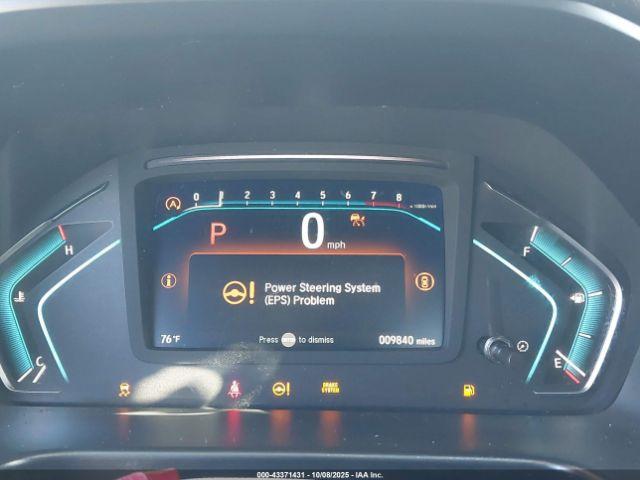 0 1 2 3 4 5 6 7 8
A
P 0 mph
H
F
Power Steering System
(EPS) Problem
76°F
Press ENTER to dismiss
009840 miles
C
E
BRAKE
SYSTEM
000-43371431 - 10/08/2025 - IAA Inc.